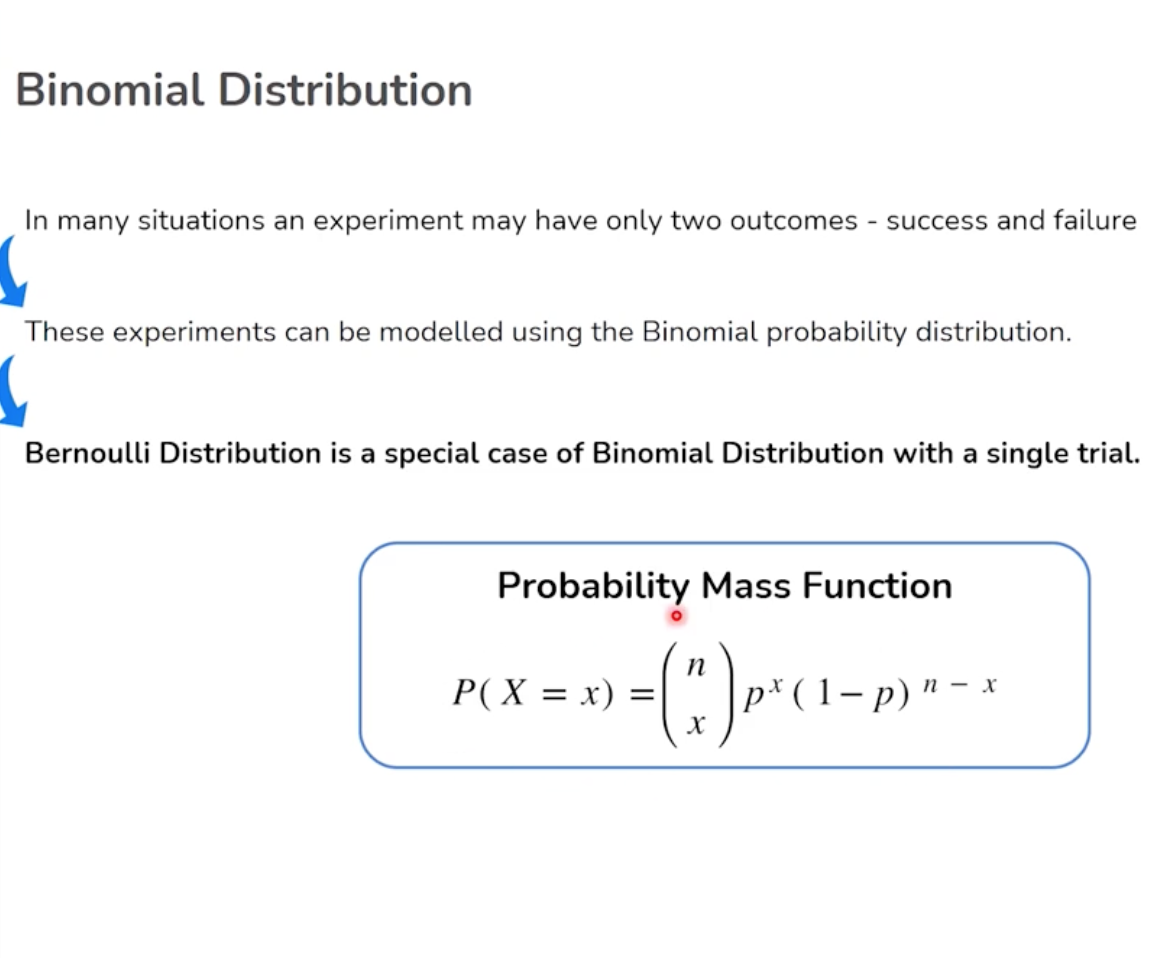 Binomial Distribution
In many situations an experiment may have only two outcomes - success and failure
These experiments can be modelled using the Binomial probability distribution.
Bernoulli Distribution is a special case of Binomial Distribution with a single trial.
Probability Mass Function
P( X = x) = (n x) p^x ( 1 − p) ^{n − x}